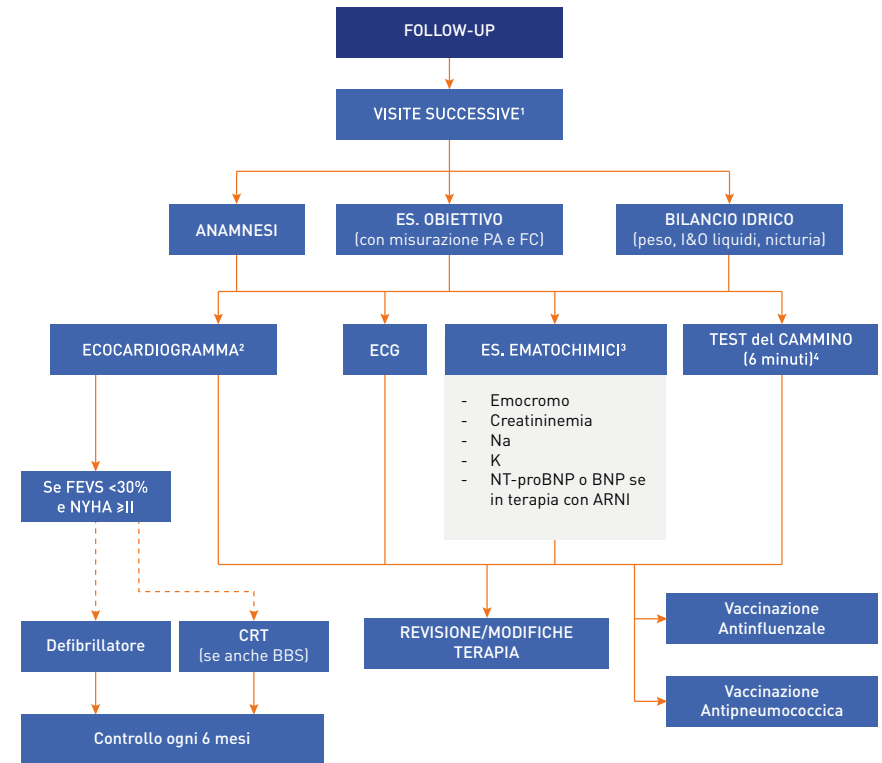 FOLLOW-UP
VISITE SUCCESSIVE¹
ANAMNESI
ES. OBIETTIVO
(con misurazione PA e FC)
BILANCIO IDRICO
(peso, I&O liquidi, nicturia)
ECOCARDIOGRAMMA²
ECG
ES. EMATOCHIMICI³
TEST del CAMMINO
(6 minuti)⁴
- Emocromo
- Creatininemia
- Na
- K
- NT-proBNP o BNP se
in terapia con ARNI
Se FEVS <30%
e NYHA ≥II
Defibrillatore
CRT
(se anche BBS)
REVISIONE/MODIFICHE
TERAPIA
Vaccinazione
Antinfluenzale
Vaccinazione
Antipneumococcica
Controllo ogni 6 mesi